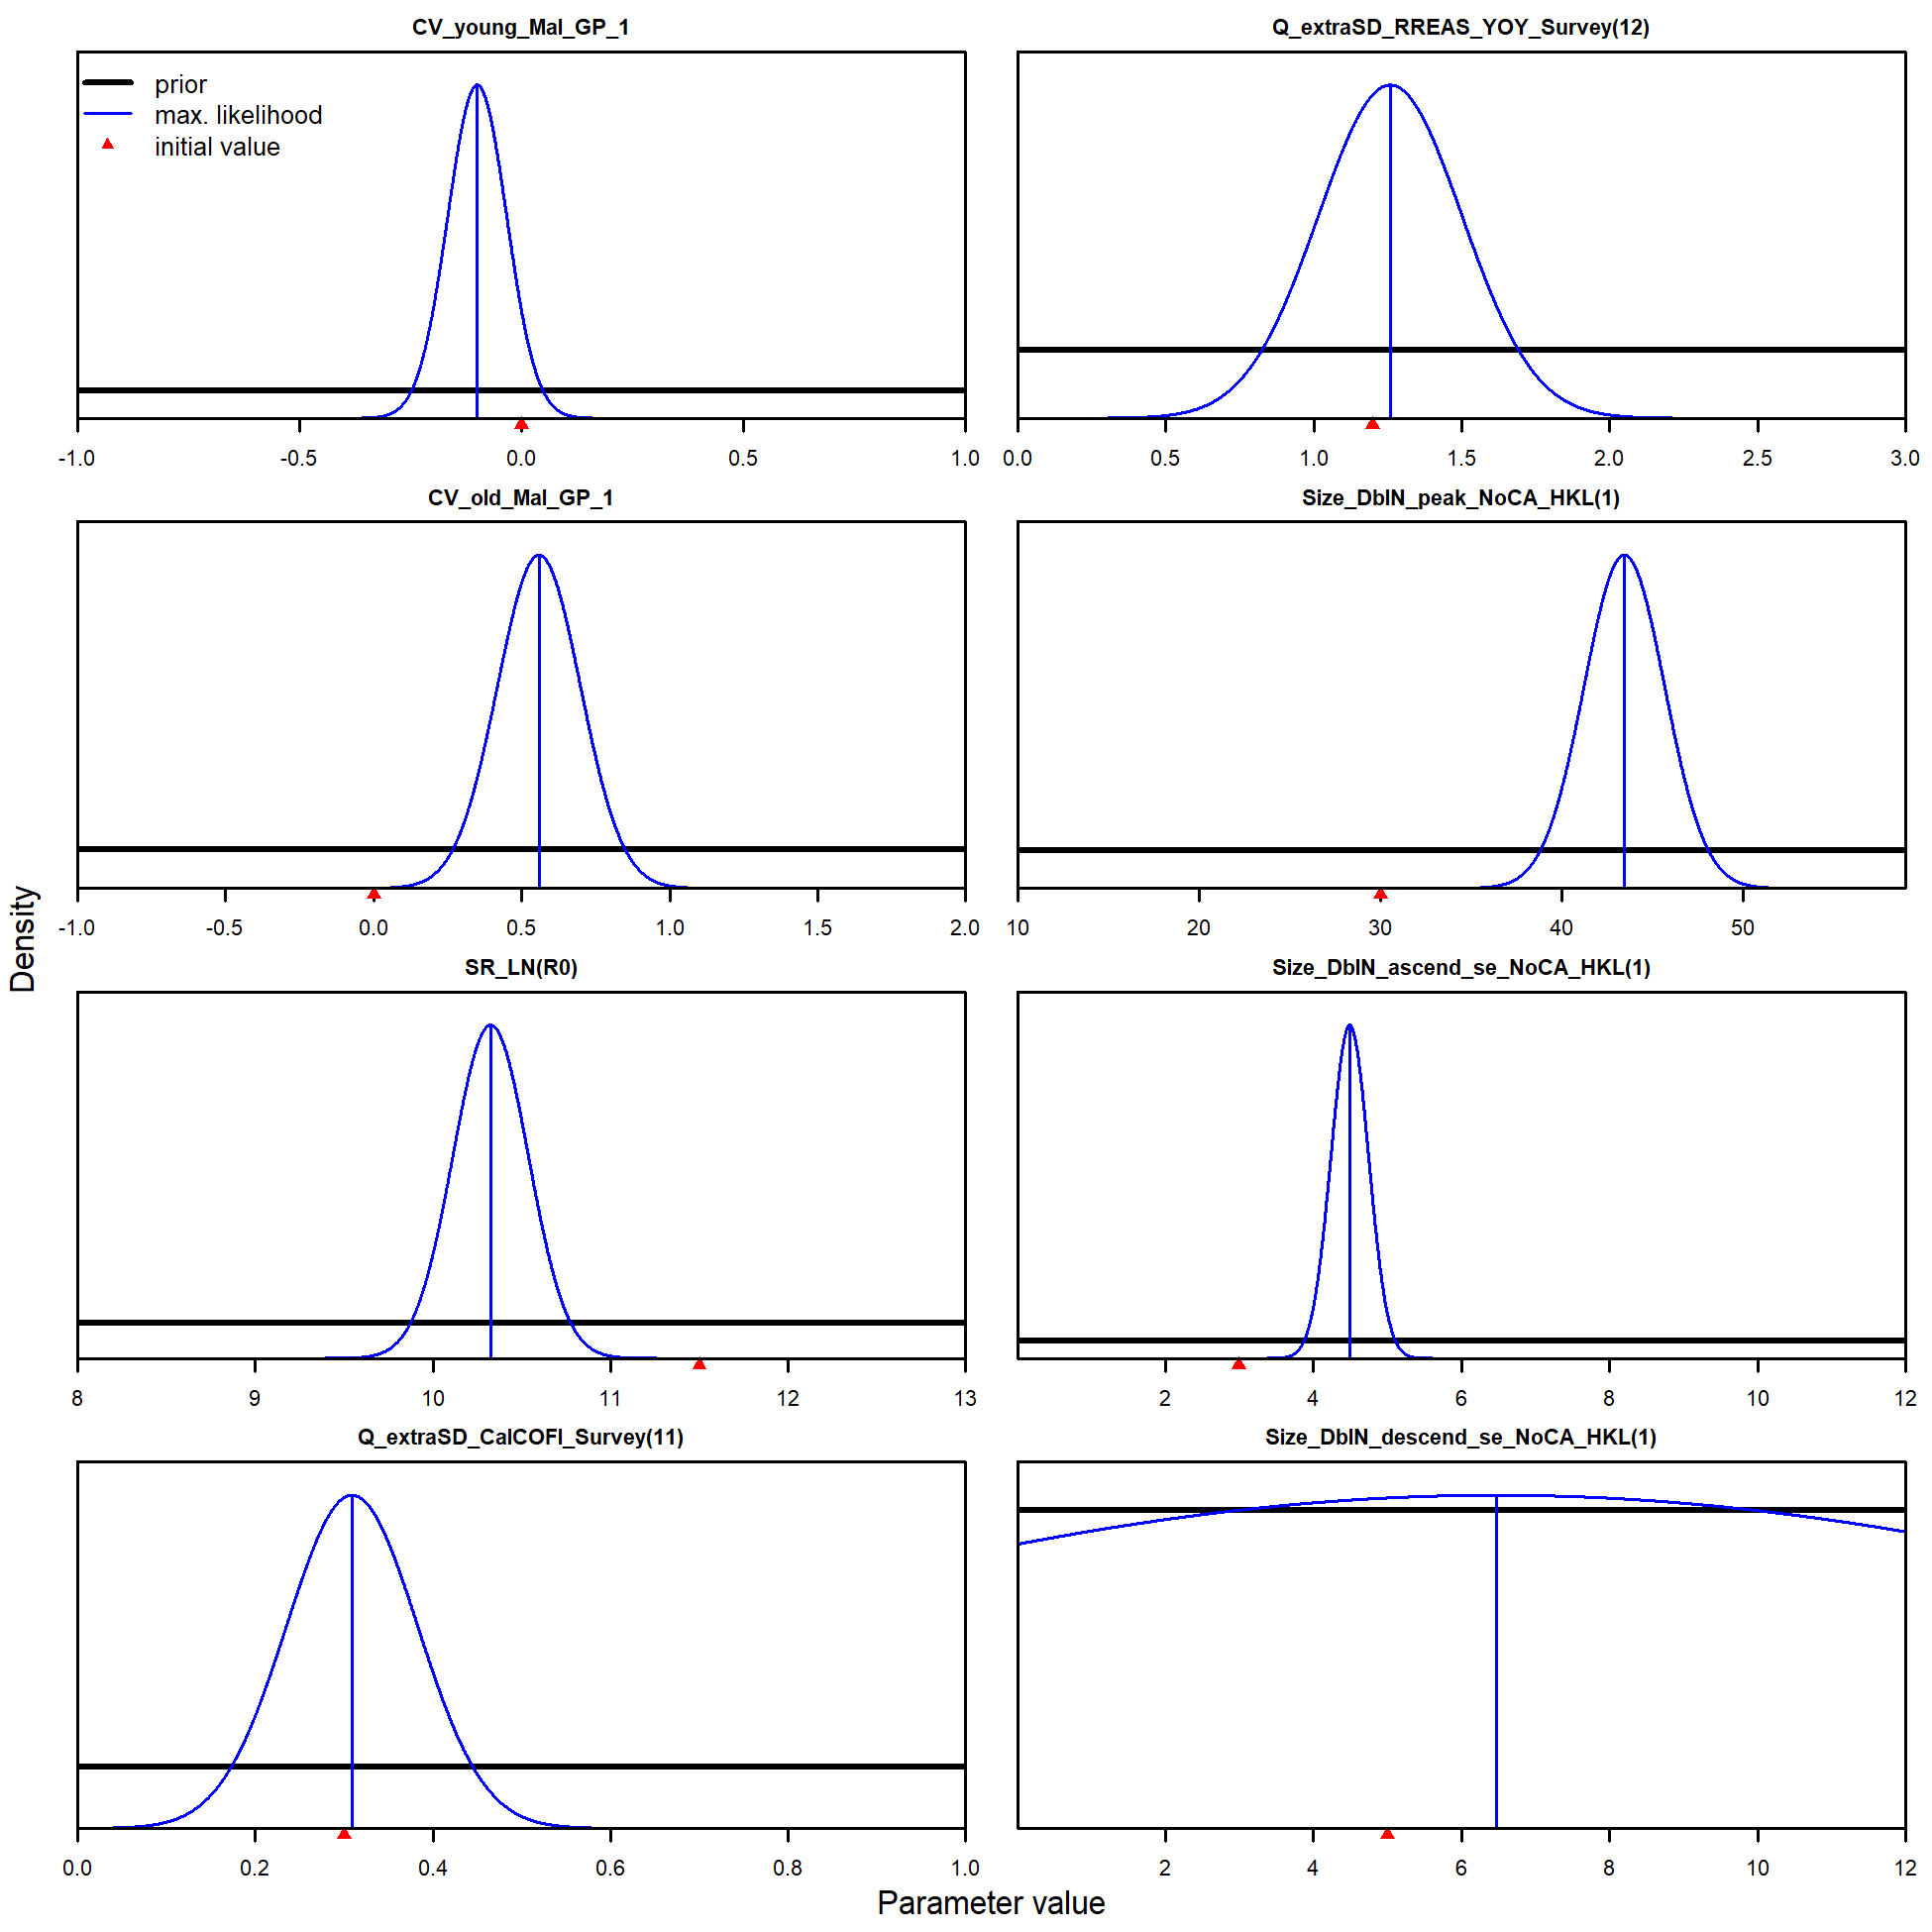 CV_young_Mal_GP_1
prior
max. likelihood
initial value
-1.0 -0.5 0.0 0.5 1.0
Q_extraSD_RREAS_YOY_Survey(12)
0.0 0.5 1.0 1.5 2.0 2.5 3.0
CV_old_Mal_GP_1
-1.0 -0.5 0.0 0.5 1.0 1.5 2.0
Size_DblN_peak_NoCA_HKL(1)
10 20 30 40 50
SR_LN(R0)
8 9 10 11 12 13
Size_DblN_ascend_se_NoCA_HKL(1)
2 4 6 8 10 12
Q_extraSD_CalCOFI_Survey(11)
0.0 0.2 0.4 0.6 0.8 1.0
Size_DblN_descend_se_NoCA_HKL(1)
2 4 6 8 10 12
Density
Parameter value